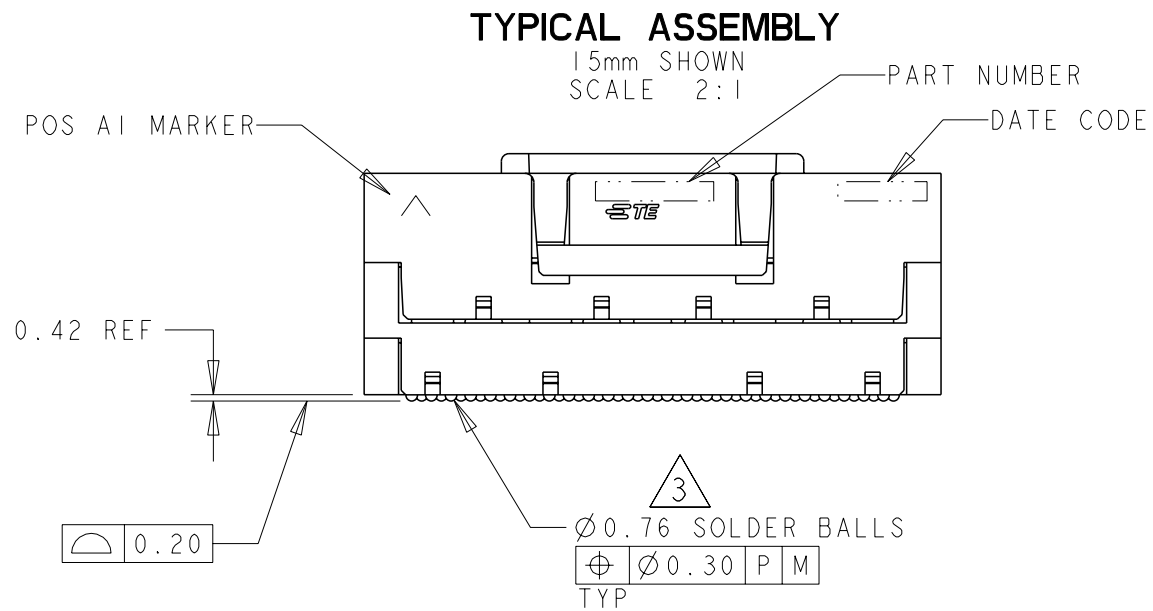 TYPICAL ASSEMBLY
15mm SHOWN
SCALE 2:1
PART NUMBER
POS A1 MARKER
DATE CODE
TE
0.42 REF
3
0.20
Ø0.76 SOLDER BALLS
⌖ Ø0.30 P M
TYP